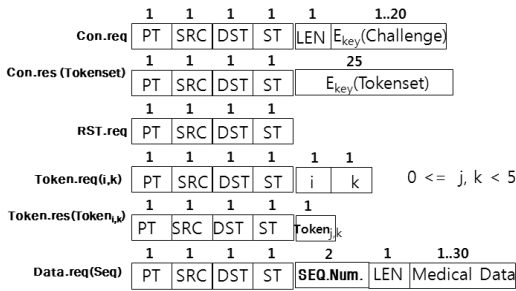 1 1 1 1 1 1..20
Con.req PT SRC DST ST LEN Ekey(Challenge)
1 1 1 1 25
Con.res (Tokenset) PT SRC DST ST Ekey(Tokenset)
1 1 1 1
RST.req PT SRC DST ST
1 1 1 1 1 1
Token.req(i,k) PT SRC DST ST i k 0 <= j, k < 5
1 1 1 1 1
Token.res(Tokeni,k) PT SRC DST ST Tokenj,k
1 1 1 1 2 1 1..30
Data.req(Seq) PT SRC DST ST SEQ.Num. LEN Medical Data